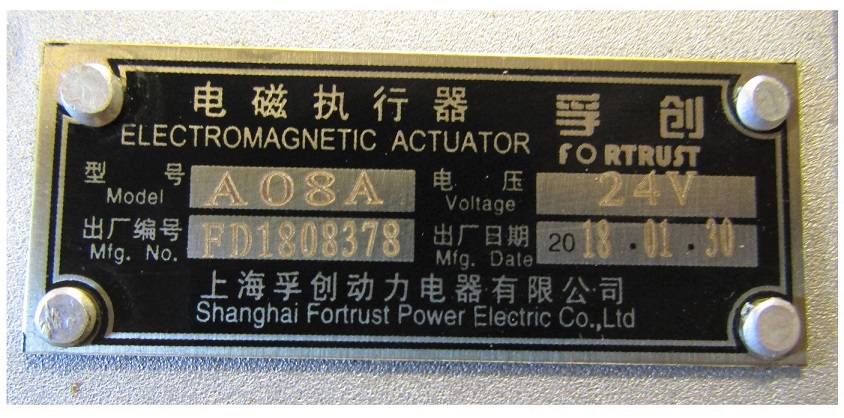 电磁执行器 孚创
ELECTROMAGNETIC ACTUATOR FORTRUST
型号 A08A 电压 24V
Model Voltage
出厂编号 FD1808378 出厂日期 2018.01.30
Mfg. No. Mfg. Date
上海孚创动力电器有限公司
Shanghai Fortrust Power Electric Co.,Ltd